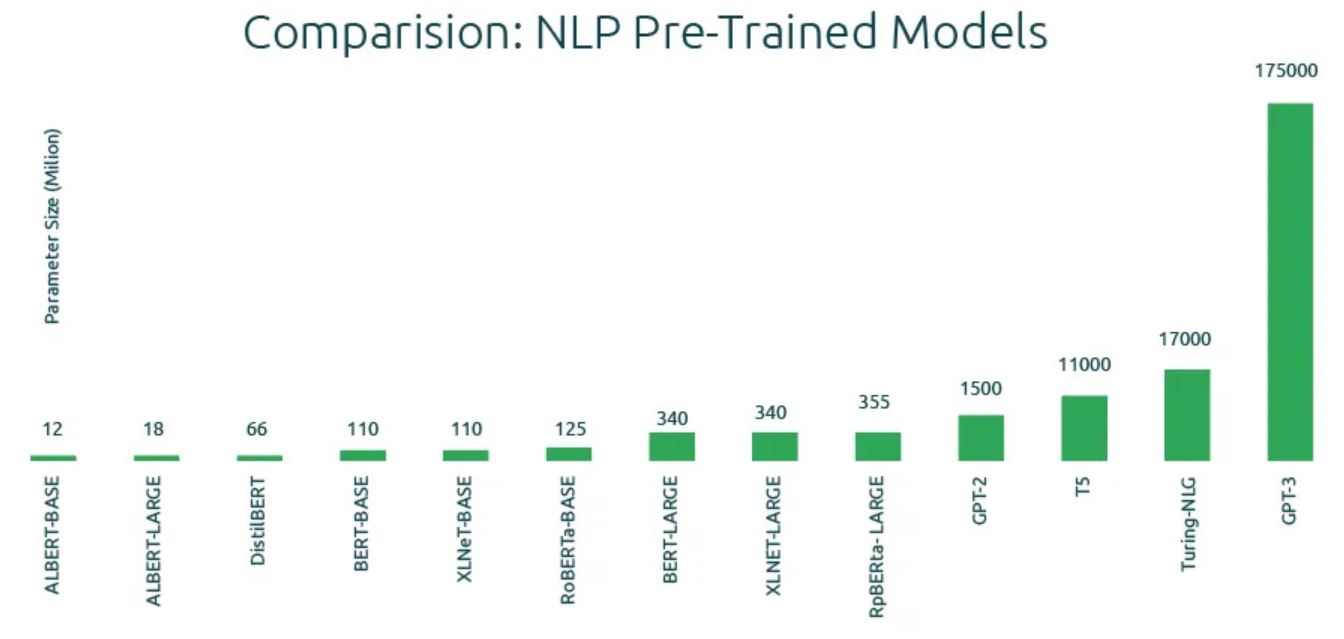 Comparision: NLP Pre-Trained Models
175000
Parameter Size (Milion)
17000
11000
1500
355
340
340
125
110
110
66
18
12
ALBERT-BASE
ALBERT-LARGE
DistilBERT
BERT-BASE
XLNeT-BASE
RoBERTa-BASE
BERT-LARGE
XLNET-LARGE
RpBERta- LARGE
GPT-2
T5
Turing-NLG
GPT-3